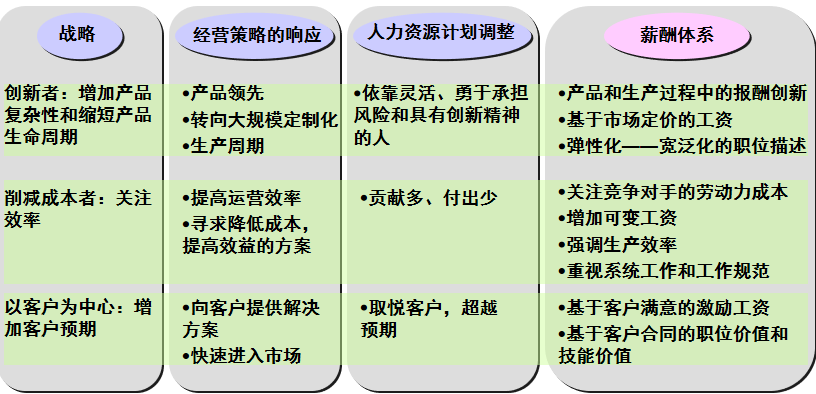 战略
经营策略的响应
人力资源计划调整
薪酬体系
创新者：增加产品
复杂性和缩短产品
生命周期
•产品领先
•转向大规模定制化
•生产周期
•依靠灵活、勇于承担
风险和具有创新精神
的人
•产品和生产过程中的报酬创新
•基于市场定价的工资
•弹性化——宽泛化的职位描述
削减成本者：关注
效率
•提高运营效率
•寻求降低成本，
提高效益的方案
•贡献多、付出少
•关注竞争对手的劳动力成本
•增加可变工资
•强调生产效率
•重视系统工作和工作规范
以客户为中心：增
加客户预期
•向客户提供解决
方案
•快速进入市场
•取悦客户，超越
预期
•基于客户满意的激励工资
•基于客户合同的职位价值和
技能价值